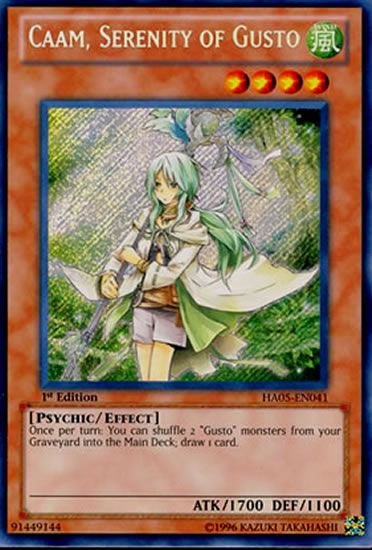 CAAM, SERENITY OF GUSTO
WIND
風
1st Edition
HA05-EN041
[PSYCHIC/EFFECT]
Once per turn: You can shuffle 2 "Gusto" monsters from your
Graveyard into the Main Deck; draw 1 card.
ATK/1700 DEF/1100
91449144
©1996 KAZUKI TAKAHASHI